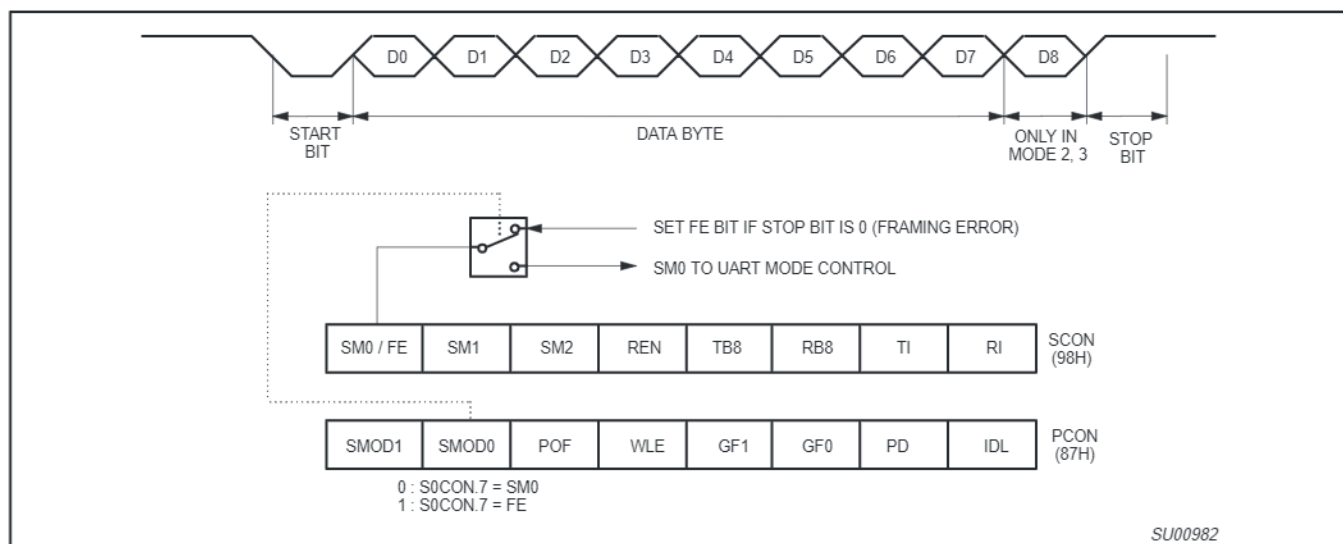 D0 D1 D2 D3 D4 D5 D6 D7 D8
START
BIT
DATA BYTE
ONLY IN
MODE 2, 3
STOP
BIT
SET FE BIT IF STOP BIT IS 0 (FRAMING ERROR)
SM0 TO UART MODE CONTROL
SM0 / FE SM1 SM2 REN TB8 RB8 TI RI
SCON
(98H)
SMOD1 SMOD0 POF WLE GF1 GF0 PD IDL
PCON
(87H)
0 : S0CON.7 = SM0
1 : S0CON.7 = FE
SU00982